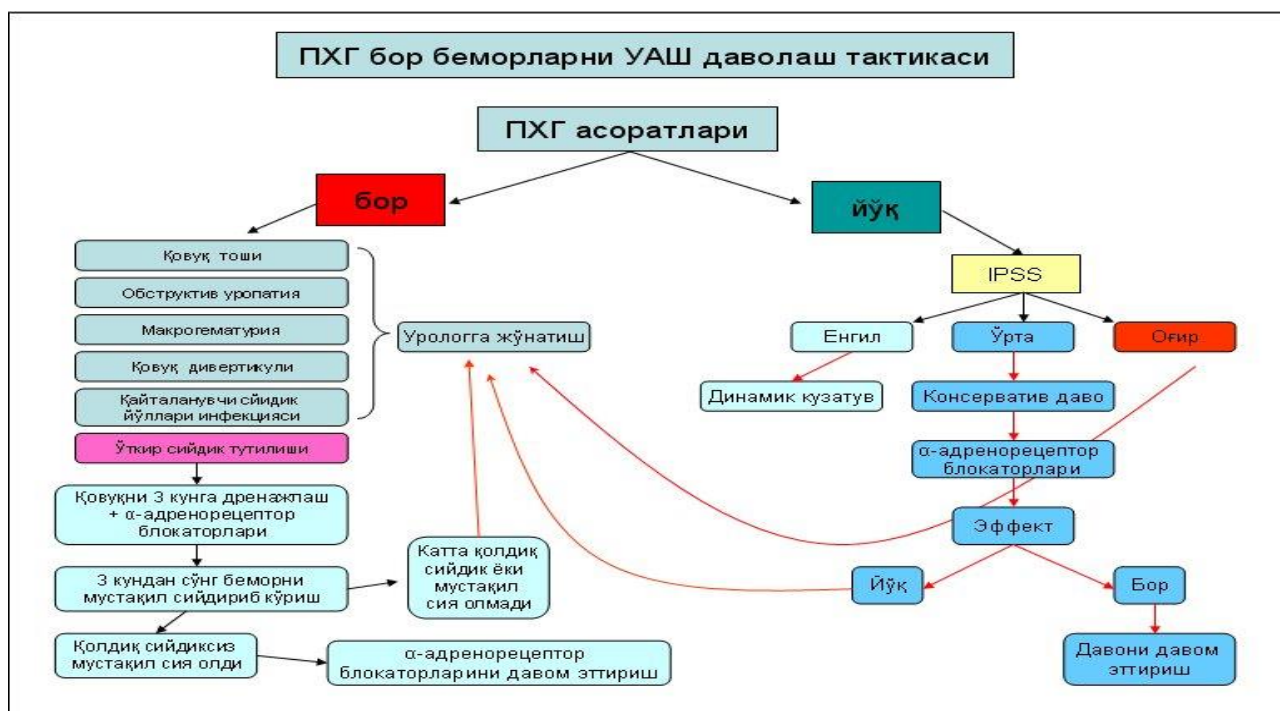 ПХГ бор беморларни УАШ даволаш тактикаси
ПХГ асоратлари
бор
йўқ
Қовуқ тоши
Обструктив уропатия
Макрогематурия
Қовуқ дивертикули
Қайталанувчи сйидик
йўллари инфекцияси
Ўткир сийдик тутилиши
Қовуқни 3 кунга дренажлаш
+ α-адренорецептор
блокаторлари
3 кундан сўнг беморни
мустақил сийдириб кўриш
Қолдиқ сийдиксиз
мустақил сия олди
Урологга жўнатиш
Катта қолдиқ
сийдик ёки
мустақил
сия олмади
α-адренорецептор
блокаторларини давом эттириш
IPSS
Енгил
Ўрта
Оғир
Динамик кузатув
Консерватив даво
α-адренорецептор
блокаторлари
Эффект
Йўқ
Бор
Давони давом
эттириш